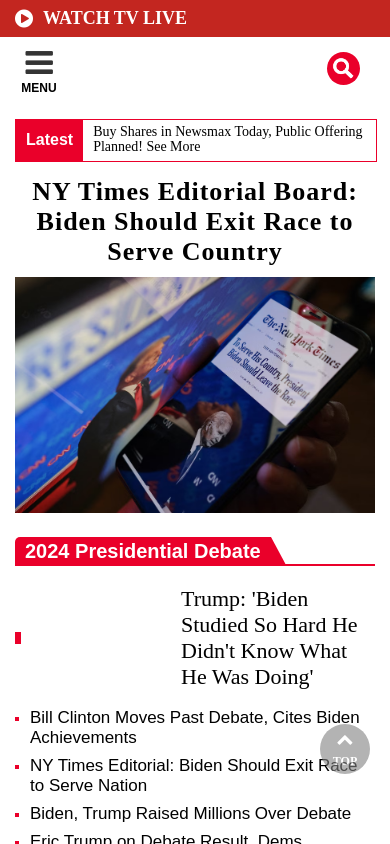 WATCH TV LIVE
MENU
Latest
Buy Shares in Newsmax Today, Public Offering
Planned! See More
NY Times Editorial Board:
Biden Should Exit Race to
Serve Country
The New York Times
To Serve His Country, President
Biden Should Leave the Race
2024 Presidential Debate
Trump: 'Biden
Studied So Hard He
Didn't Know What
He Was Doing'
Bill Clinton Moves Past Debate, Cites Biden
Achievements
NY Times Editorial: Biden Should Exit Race
to Serve Nation
TOP
Biden, Trump Raised Millions Over Debate
Eric Trump on Debate Result, Dems